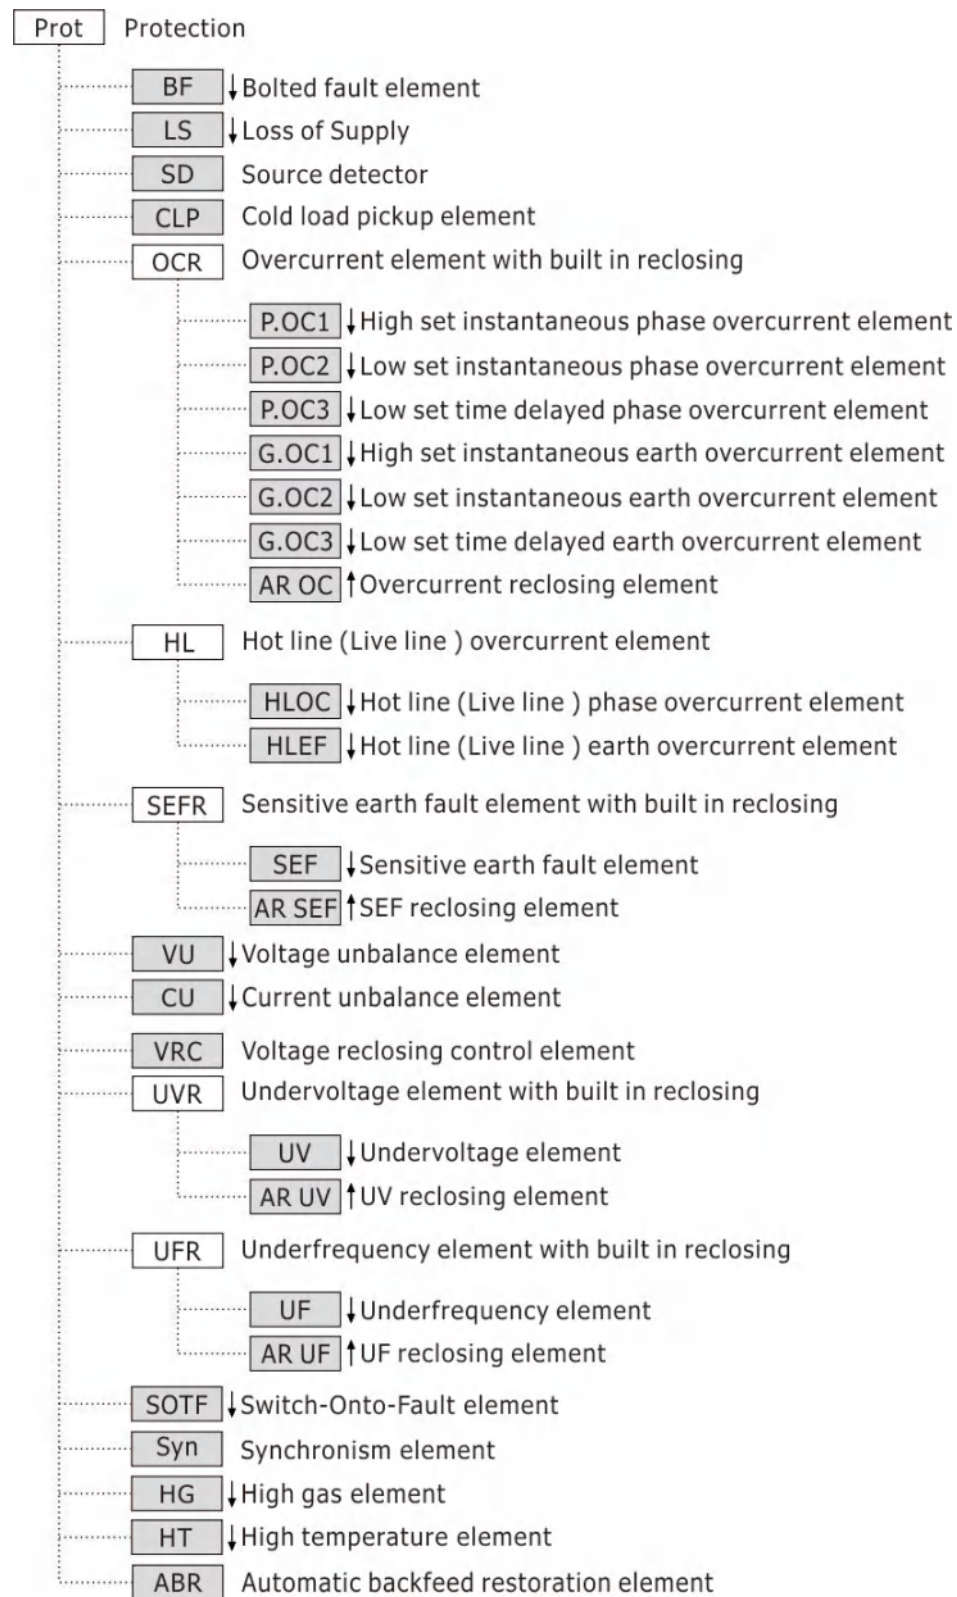 Prot Protection
BF ↓ Bolted fault element
LS ↓ Loss of Supply
SD Source detector
CLP Cold load pickup element
OCR Overcurrent element with built in reclosing
P.OC1 ↓ High set instantaneous phase overcurrent element
P.OC2 ↓ Low set instantaneous phase overcurrent element
P.OC3 ↓ Low set time delayed phase overcurrent element
G.OC1 ↓ High set instantaneous earth overcurrent element
G.OC2 ↓ Low set instantaneous earth overcurrent element
G.OC3 ↓ Low set time delayed earth overcurrent element
AR OC ↑ Overcurrent reclosing element
HL Hot line (Live line ) overcurrent element
HLOC ↓ Hot line (Live line ) phase overcurrent element
HLEF ↓ Hot line (Live line ) earth overcurrent element
SEFR Sensitive earth fault element with built in reclosing
SEF ↓ Sensitive earth fault element
AR SEF ↑ SEF reclosing element
VU ↓ Voltage unbalance element
CU ↓ Current unbalance element
VRC Voltage reclosing control element
UVR Undervoltage element with built in reclosing
UV ↓ Undervoltage element
AR UV ↑ UV reclosing element
UFR Underfrequency element with built in reclosing
UF ↓ Underfrequency element
AR UF ↑ UF reclosing element
SOTF ↓ Switch-Onto-Fault element
Syn Synchronism element
HG ↓ High gas element
HT ↓ High temperature element
ABR Automatic backfeed restoration element